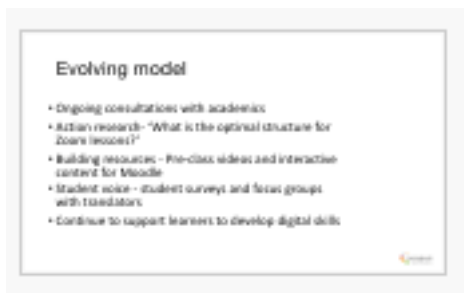 Evolving model
• Ongoing consultations with academics
• Action research- "What is the optimal structure for
Zoom lessons?"
• Building resources - Pre-class videos and interactive
content for Moodle
• Student voice - student surveys and focus groups
with translators
• Continue to support learners to develop digital skills